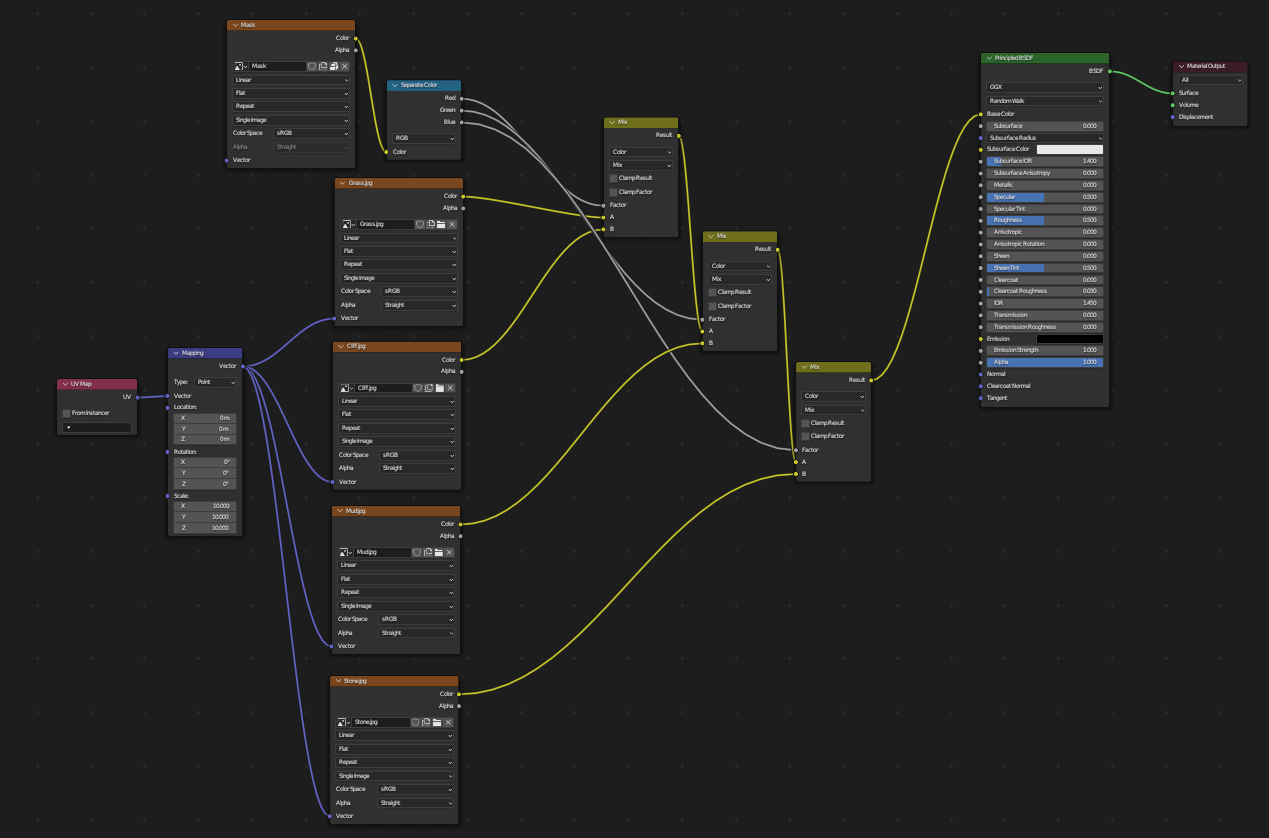 Mask
Color
Alpha
Mask
Linear
Flat
Repeat
Single Image
Color Space sRGB
Alpha Straight
Vector
Separate Color
Red
Green
Blue
RGB
Color
Grass.jpg
Color
Alpha
Grass.jpg
Linear
Flat
Repeat
Single Image
Color Space sRGB
Alpha Straight
Vector
Cliff.jpg
Color
Alpha
Cliff.jpg
Linear
Flat
Repeat
Single Image
Color Space sRGB
Alpha Straight
Vector
Mud.jpg
Color
Alpha
Mud.jpg
Linear
Flat
Repeat
Single Image
Color Space sRGB
Alpha Straight
Vector
Stone.jpg
Color
Alpha
Stone.jpg
Linear
Flat
Repeat
Single Image
Color Space sRGB
Alpha Straight
Vector
UV Map
UV
From Instancer
Mapping
Vector
Type: Point
Vector
Location:
X 0 m
Y 0 m
Z 0 m
Rotation:
X 0°
Y 0°
Z 0°
Scale:
X 10.000
Y 10.000
Z 10.000
Mix
Result
Color
Mix
Clamp Result
Clamp Factor
Factor
A
B
Mix
Result
Color
Mix
Clamp Result
Clamp Factor
Factor
A
B
Mix
Result
Color
Mix
Clamp Result
Clamp Factor
Factor
A
B
Principled BSDF
BSDF
GGX
Random Walk
Base Color
Subsurface 0.000
Subsurface Radius
Subsurface Color
Subsurface IOR 1.400
Subsurface Anisotropy 0.000
Metallic 0.000
Specular 0.500
Specular Tint 0.000
Roughness 0.500
Anisotropic 0.000
Anisotropic Rotation 0.000
Sheen 0.000
Sheen Tint 0.500
Clearcoat 0.000
Clearcoat Roughness 0.030
IOR 1.450
Transmission 0.000
Transmission Roughness 0.000
Emission
Emission Strength 1.000
Alpha 1.000
Normal
Clearcoat Normal
Tangent
Material Output
All
Surface
Volume
Displacement